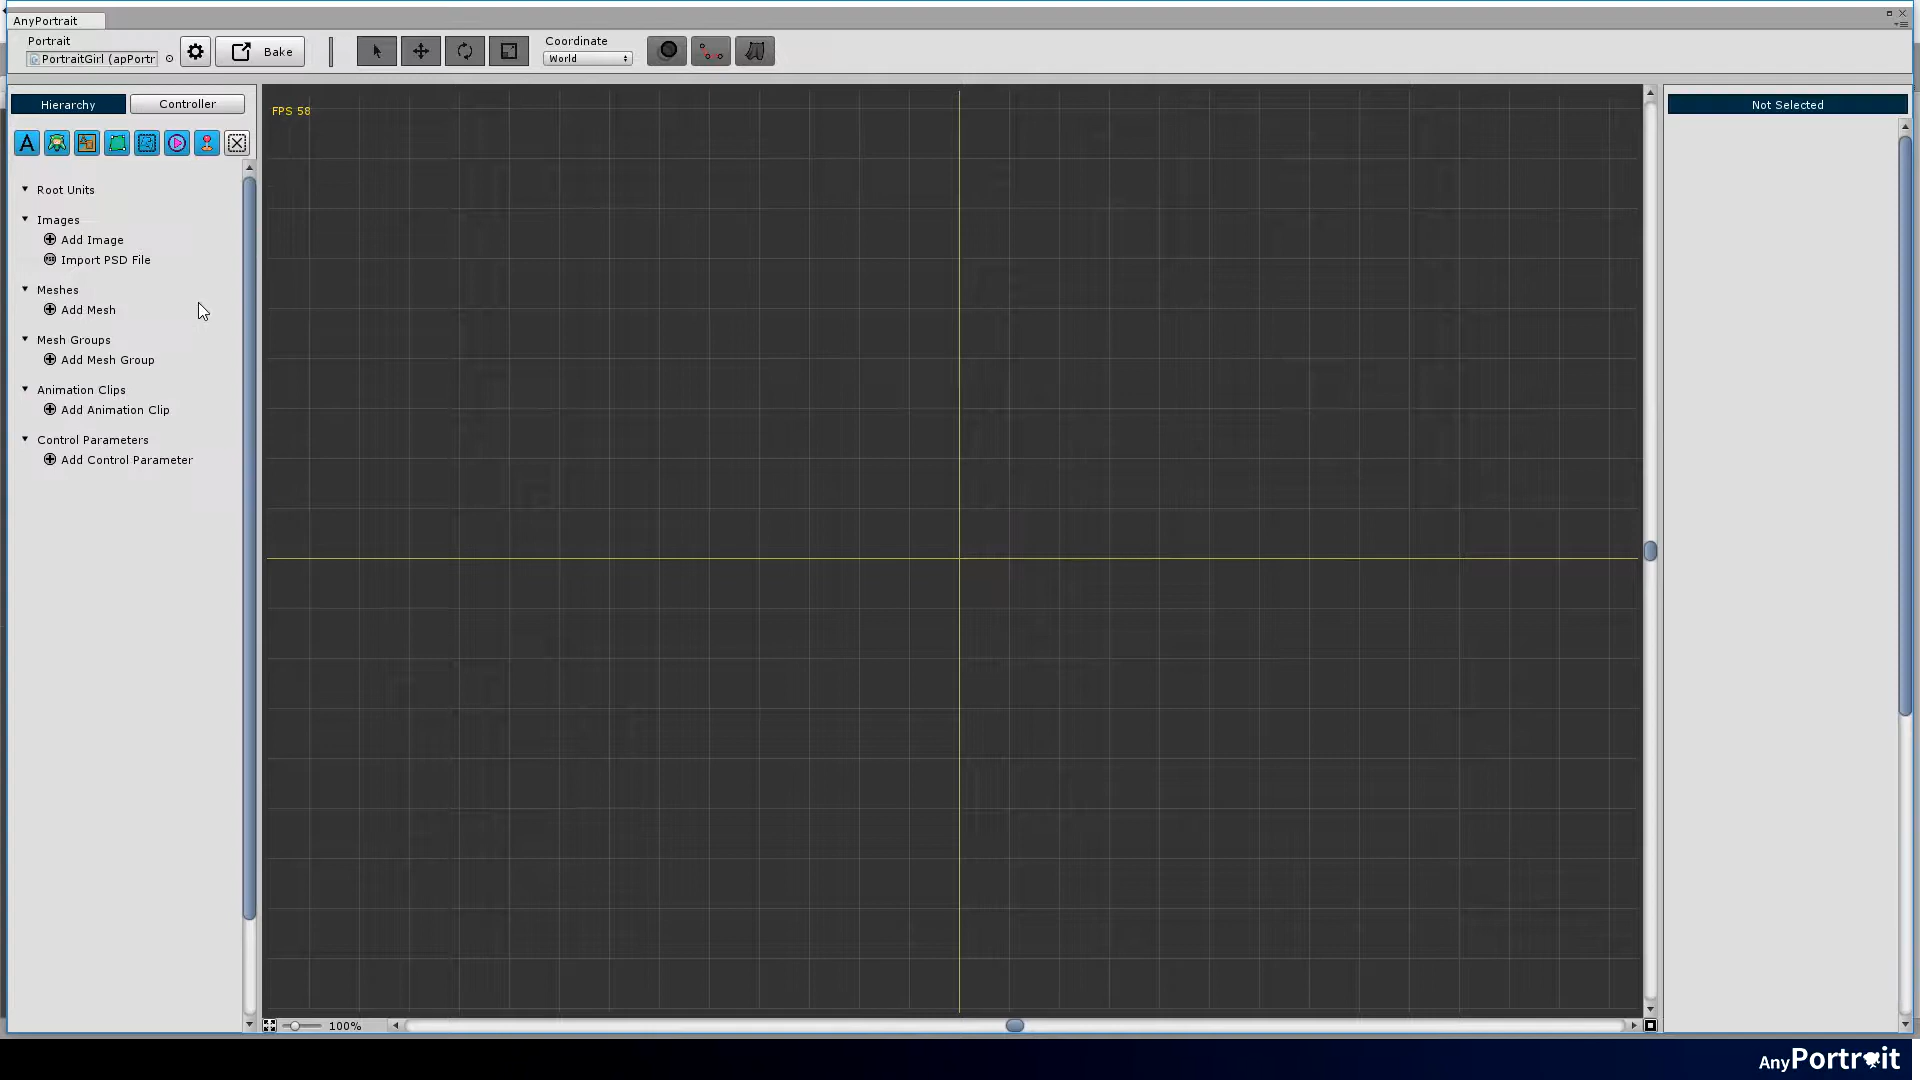 AnyPortrait
Portrait
PortraitGirl (apPortr
Bake
Coordinate
World
Hierarchy
Controller
A
Root Units
Images
Add Image
Import PSD File
Meshes
Add Mesh
Mesh Groups
Add Mesh Group
Animation Clips
Add Animation Clip
Control Parameters
Add Control Parameter
FPS 58
Not Selected
100%
AnyPortrait